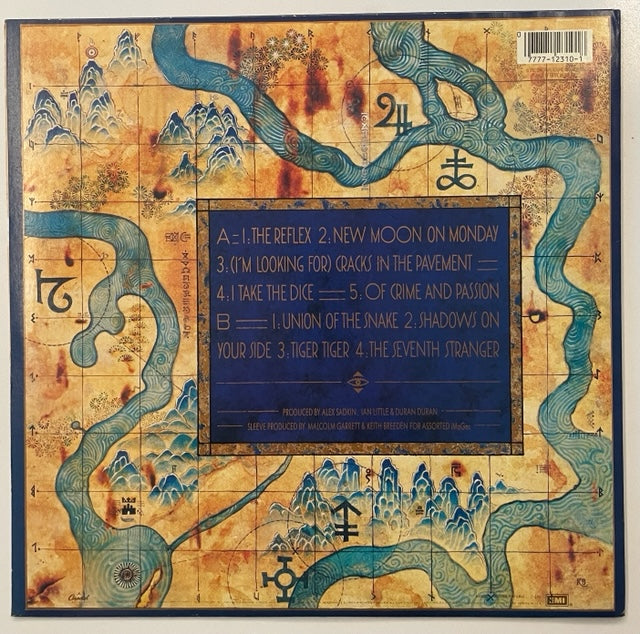 7777-12310-1
A - 1: THE REFLEX 2: NEW MOON ON MONDAY
3: (I'M LOOKING FOR) CRACKS IN THE PAVEMENT
4: I TAKE THE DICE 5: OF CRIME AND PASSION
B 1: UNION OF THE SNAKE 2: SHADOWS ON
YOUR SIDE 3: TIGER TIGER 4: THE SEVENTH STRANGER
PRODUCED BY ALEX SADKIN, IAN LITTLE & DURAN DURAN
SLEEVE PRODUCED BY MALCOLM GARRETT & KEITH BREEDEN FOR ASSORTED iMaGes
Capitol
EMI